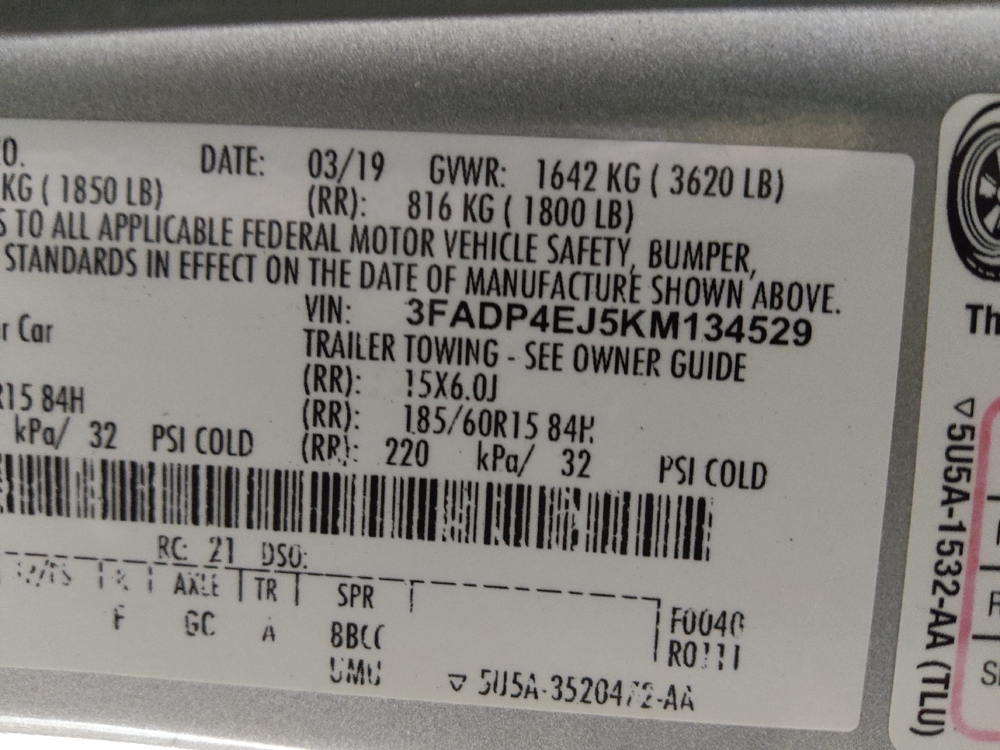 O. DATE: 03/19 GVWR: 1642 KG ( 3620 LB)
KG ( 1850 LB) (RR): 816 KG ( 1800 LB)
S TO ALL APPLICABLE FEDERAL MOTOR VEHICLE SAFETY, BUMPER,
STANDARDS IN EFFECT ON THE DATE OF MANUFACTURE SHOWN ABOVE.
VIN: 3FADP4EJ5KM134529
r Car TRAILER TOWING - SEE OWNER GUIDE
(RR): 15X6.0J
R15 84H (RR): 185/60R15 84H
kPa/ 32 PSI COLD (RR): 220 kPa/ 32 PSI COLD
RC: 21 DSO:
AXLE TR SPR
F GC A 8BCC
UMU
F0040
▽ 5U5A-3520472-AA
Th
▽5U5A-1532-AA (TLU)
R
SI